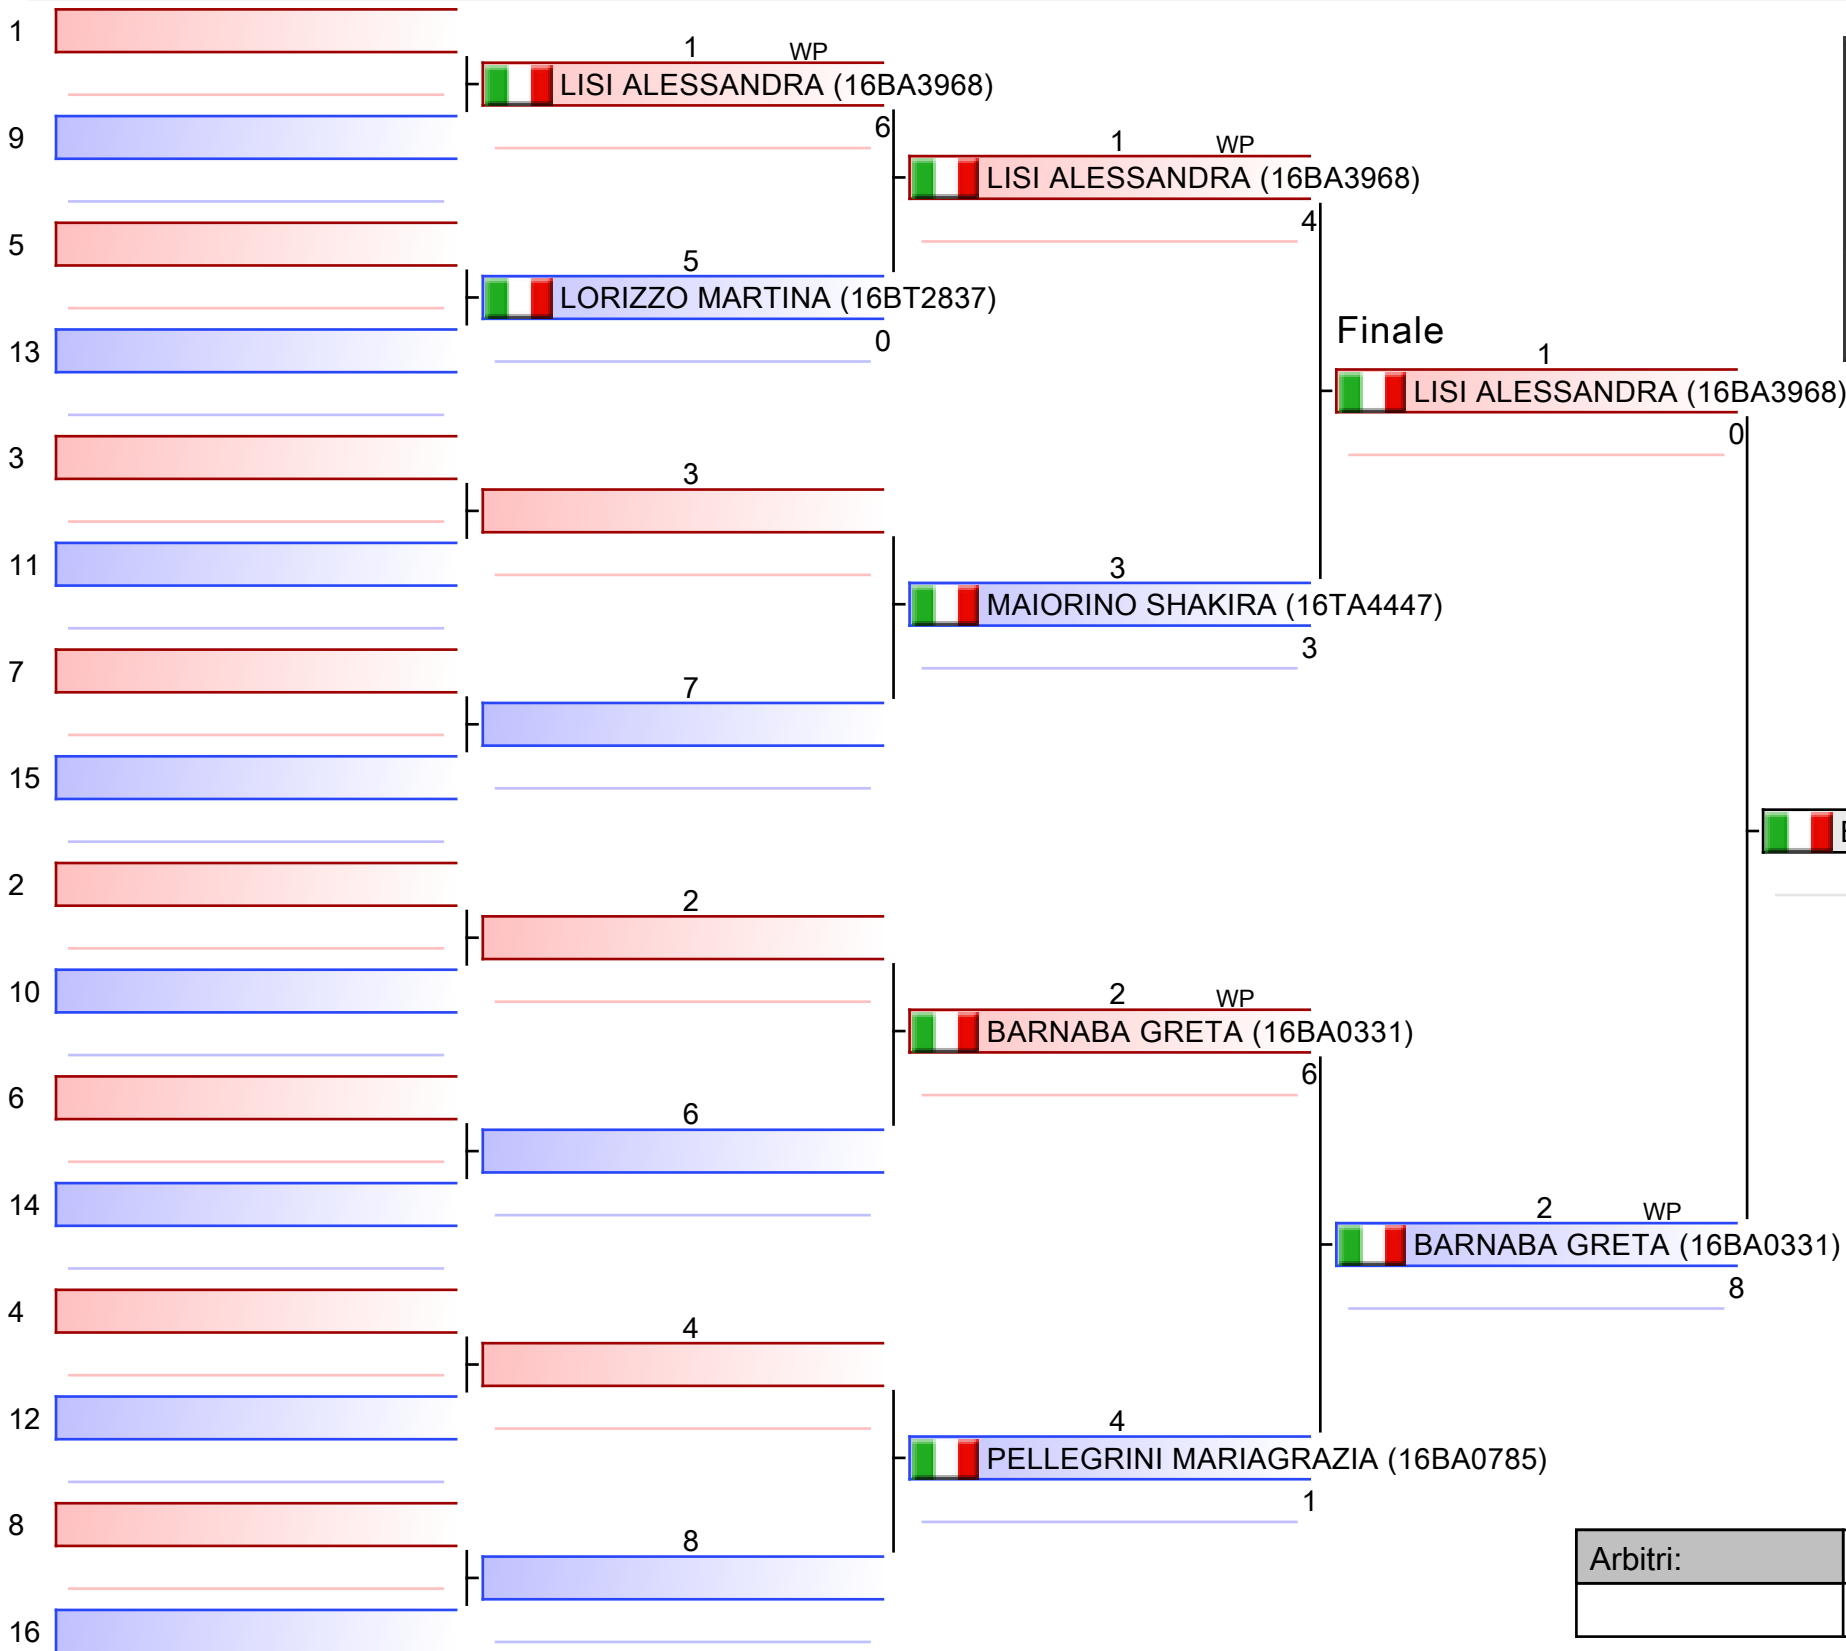 1
1 WP
LISI ALESSANDRA (16BA3968)
6
9
1 WP
LISI ALESSANDRA (16BA3968)
4
5
5
LORIZZO MARTINA (16BT2837)
0
13
Finale
1
LISI ALESSANDRA (16BA3968)
0
3
3
11
3
MAIORINO SHAKIRA (16TA4447)
3
7
7
15
2
2
10
2 WP
BARNABA GRETA (16BA0331)
6
6
6
14
2 WP
BARNABA GRETA (16BA0331)
8
4
4
12
4
PELLEGRINI MARIAGRAZIA (16BA0785)
1
8
8
Arbitri:
16